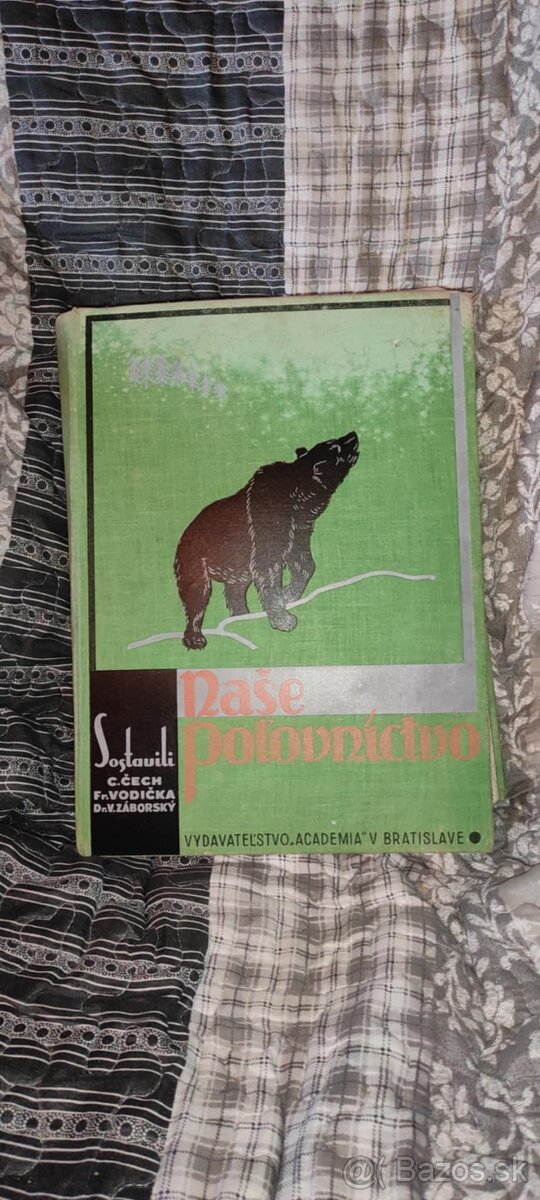 Naše
poľovníctvo
Sostavili
C. ČECH
Fr. VODIČKA
Dr. V. ZÁBORSKÝ
VYDAVATEĽSTVO „ACADEMIA" V BRATISLAVE
@( Bazos.sk